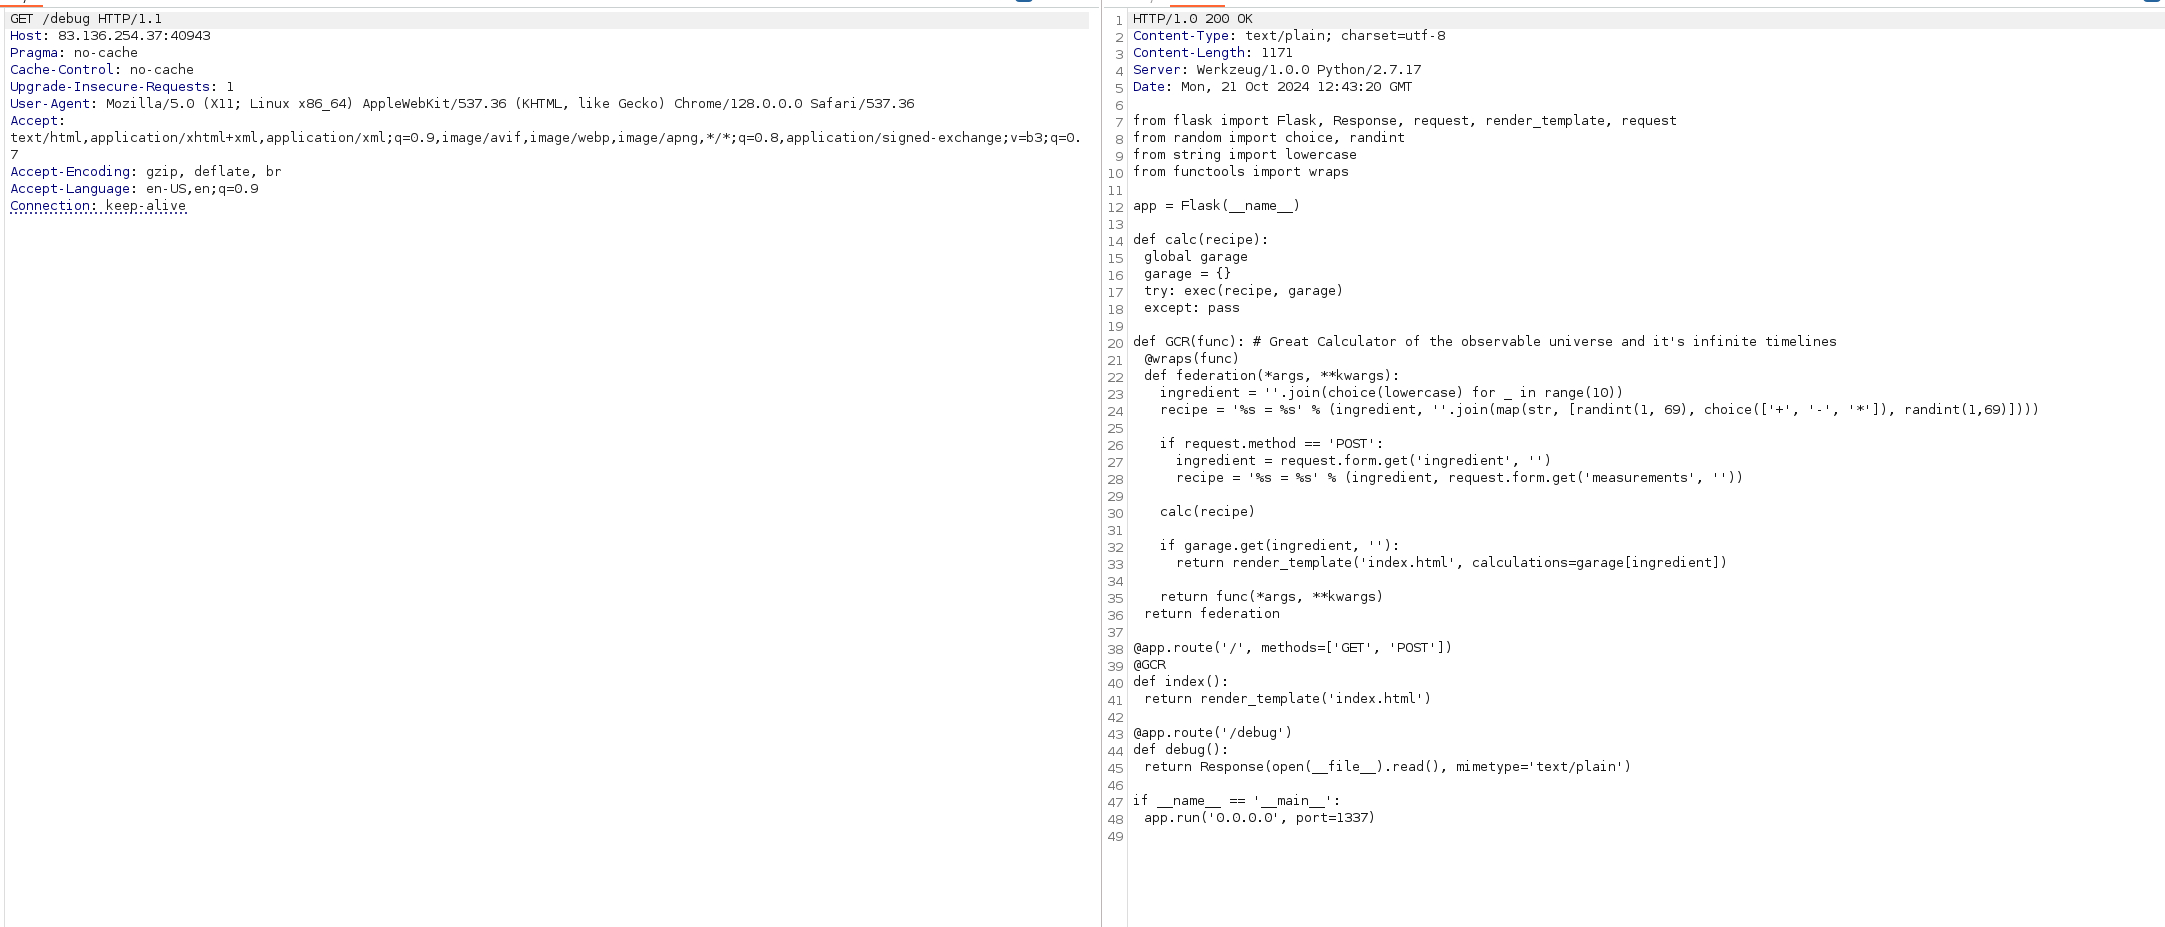 GET /debug HTTP/1.1
Host: 83.136.254.37:40943
Pragma: no-cache
Cache-Control: no-cache
Upgrade-Insecure-Requests: 1
User-Agent: Mozilla/5.0 (X11; Linux x86_64) AppleWebKit/537.36 (KHTML, like Gecko) Chrome/128.0.0.0 Safari/537.36
Accept:
text/html,application/xhtml+xml,application/xml;q=0.9,image/avif,image/webp,image/apng,*/*;q=0.8,application/signed-exchange;v=b3;q=0.
7
Accept-Encoding: gzip, deflate, br
Accept-Language: en-US,en;q=0.9
Connection: keep-alive
1 HTTP/1.0 200 OK
2 Content-Type: text/plain; charset=utf-8
3 Content-Length: 1171
4 Server: Werkzeug/1.0.0 Python/2.7.17
5 Date: Mon, 21 Oct 2024 12:43:20 GMT
6
7 from flask import Flask, Response, request, render_template, request
8 from random import choice, randint
9 from string import lowercase
10 from functools import wraps
11
12 app = Flask(__name__)
13
14 def calc(recipe):
15 global garage
16 garage = {}
17 try: exec(recipe, garage)
18 except: pass
19
20 def GCR(func): # Great Calculator of the observable universe and it's infinite timelines
21 @wraps(func)
22 def federation(*args, **kwargs):
23 ingredient = ''.join(choice(lowercase) for _ in range(10))
24 recipe = '%s = %s' % (ingredient, ''.join(map(str, [randint(1, 69), choice(['+', '-', '*']), randint(1,69)])))
25
26 if request.method == 'POST':
27 ingredient = request.form.get('ingredient', '')
28 recipe = '%s = %s' % (ingredient, request.form.get('measurements', ''))
29
30 calc(recipe)
31
32 if garage.get(ingredient, ''):
33 return render_template('index.html', calculations=garage[ingredient])
34
35 return func(*args, **kwargs)
36 return federation
37
38 @app.route('/', methods=['GET', 'POST'])
39 @GCR
40 def index():
41 return render_template('index.html')
42
43 @app.route('/debug')
44 def debug():
45 return Response(open(__file__).read(), mimetype='text/plain')
46
47 if __name__ == '__main__':
48 app.run('0.0.0.0', port=1337)
49